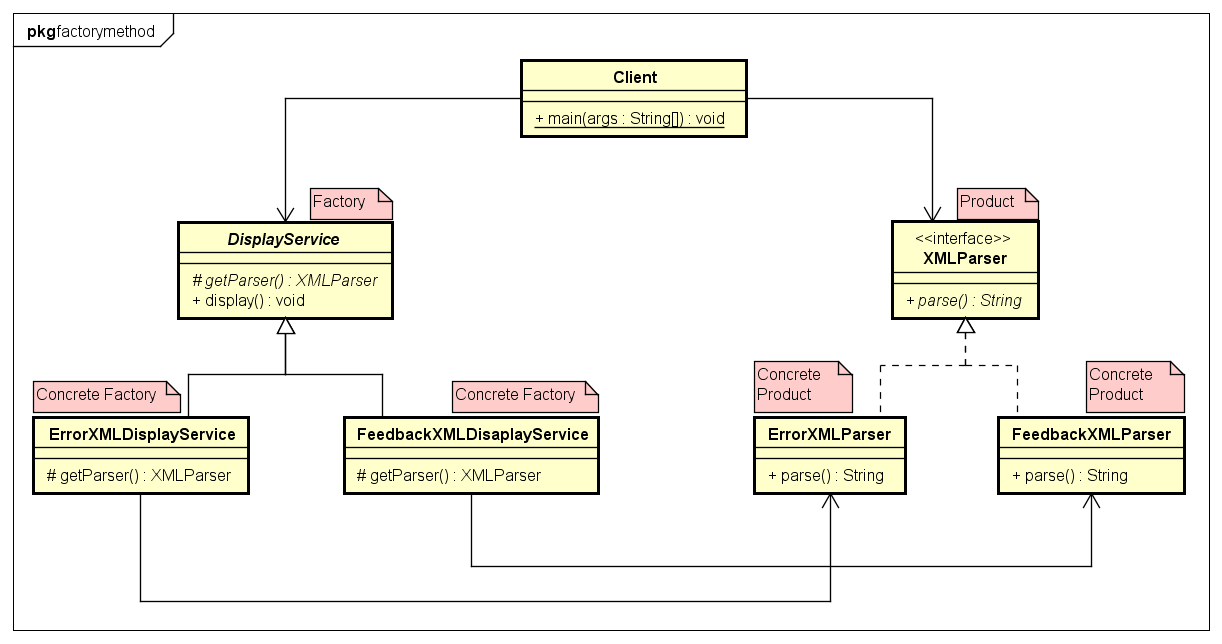 pkgfactorymethod
Client
+ main(args : String[]) : void
Factory
DisplayService
# getParser() : XMLParser
+ display() : void
Product
<<interface>>
XMLParser
+ parse() : String
Concrete Factory
ErrorXMLDisplayService
# getParser() : XMLParser
Concrete Factory
FeedbackXMLDisaplayService
# getParser() : XMLParser
Concrete
Product
ErrorXMLParser
+ parse() : String
Concrete
Product
FeedbackXMLParser
+ parse() : String